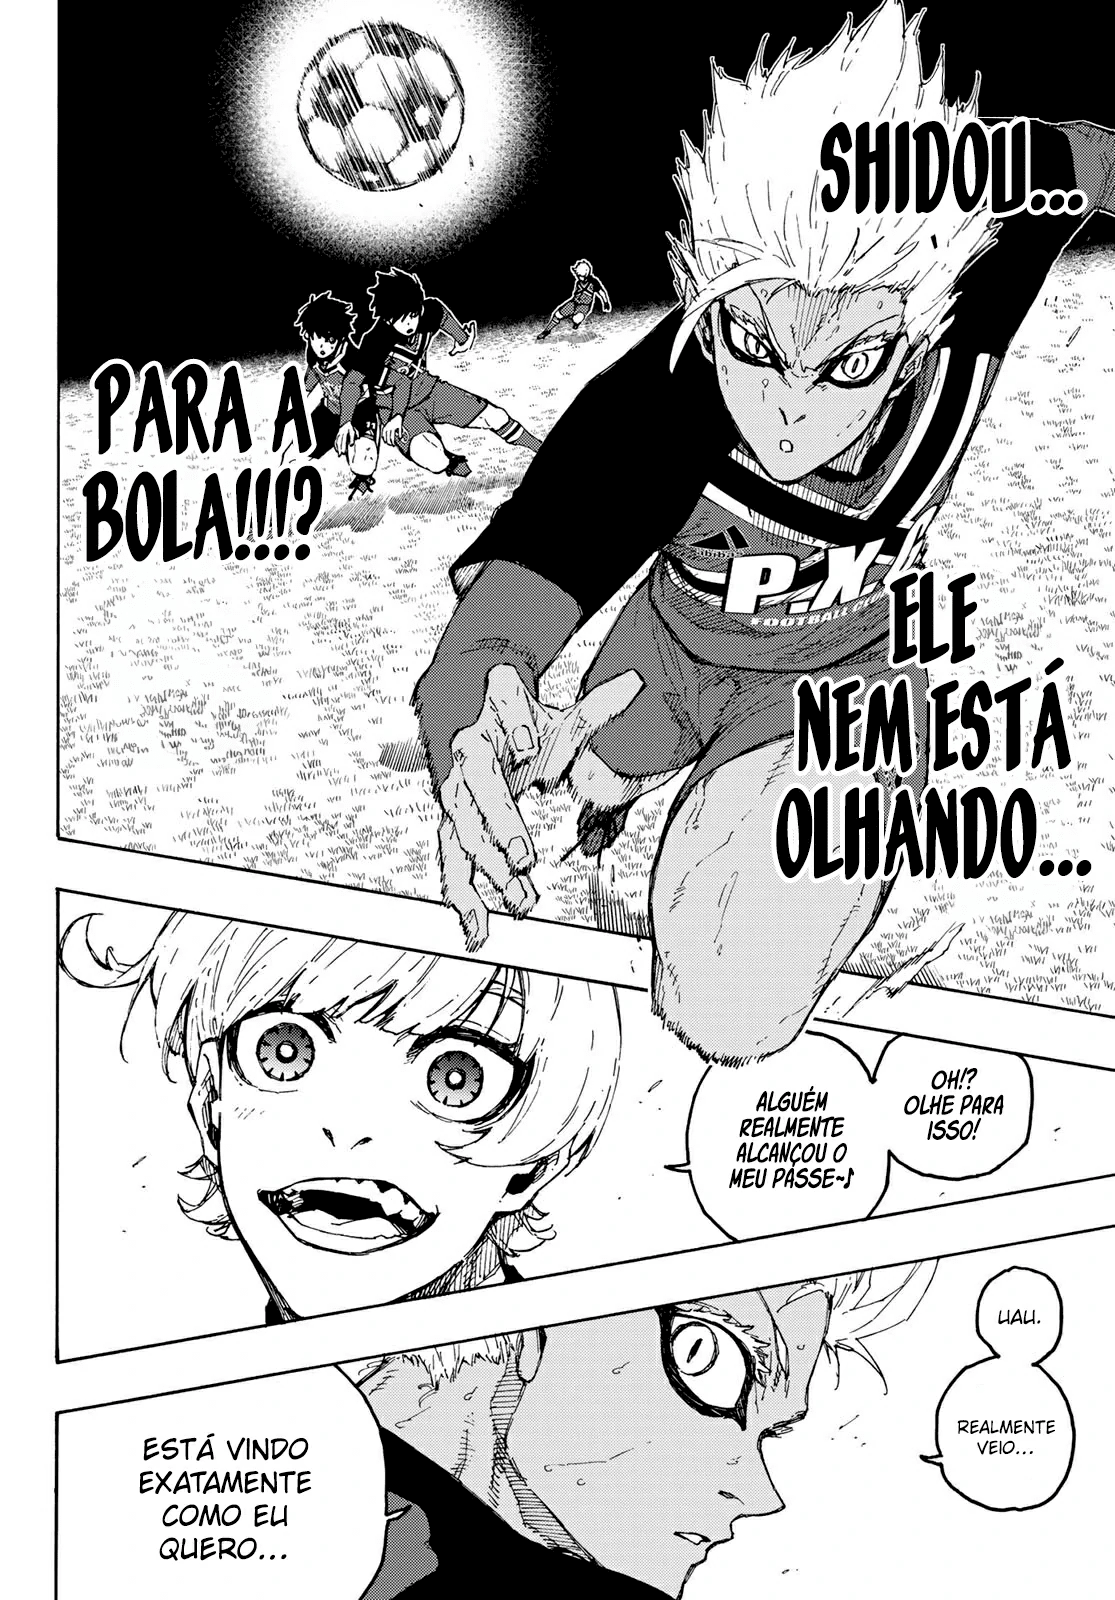 SHIDOU...
ELE
NEM ESTÁ
OLHANDO...
PARA A
BOLA!!!?
P.X.
FOOTBALL CLUB
OH!?
OLHE PARA
ISSO!
ALGUÉM
REALMENTE
ALCANÇOU O
MEU PASSE~♪
UAU.
REALMENTE
VEIO...
ESTÁ VINDO
EXATAMENTE
COMO EU
QUERO...